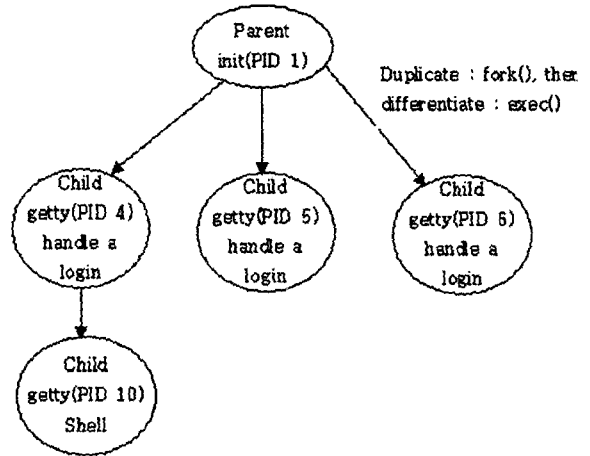 Parent
init(PID 1)
Duplicate : fork(), then
differentiate : exec()
Child
getty(PID 4)
handle a
login
Child
getty(PID 5)
handle a
login
Child
getty(PID 6)
handle a
login
Child
getty(PID 10)
Shell